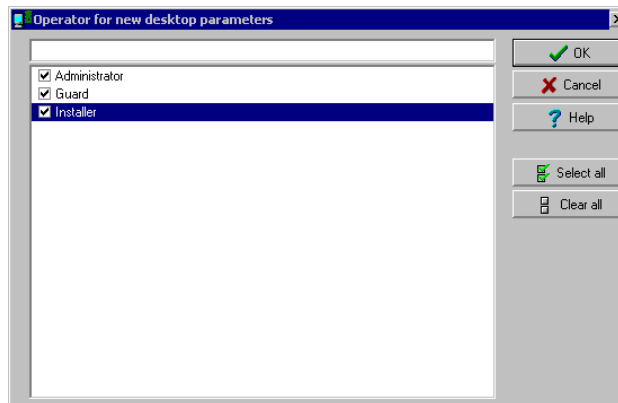 Operator for new desktop parameters
OK
Administrator
Cancel
Guard
Installer
Help
Select all
Clear all